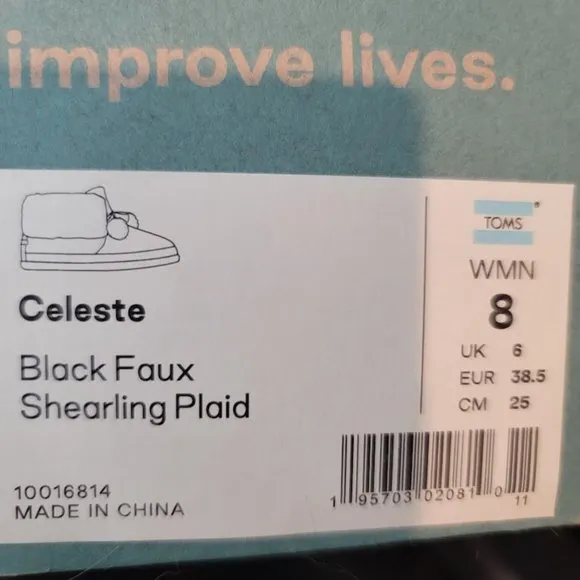 improve lives.
TOMS®
WMN
8
UK 6
EUR 38.5
CM 25
Celeste
Black Faux
Shearling Plaid
10016814
MADE IN CHINA
1 95703 02081 0 11